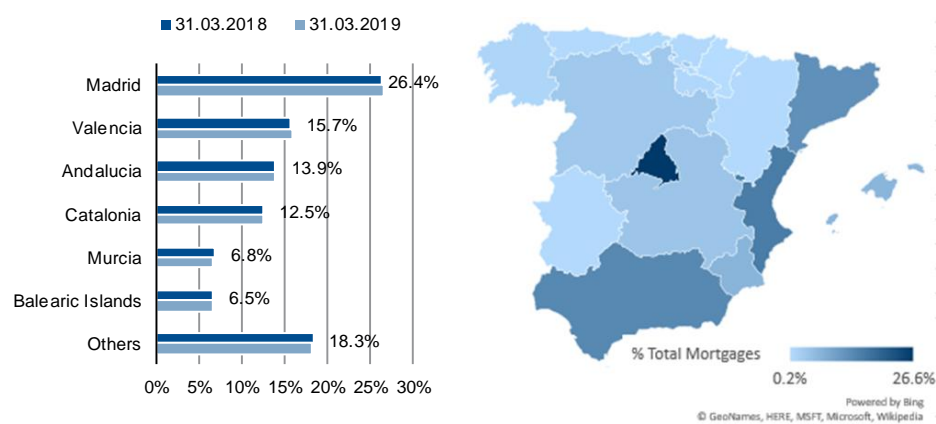 31.03.2018 31.03.2019
Madrid 26.4%
Valencia 15.7%
Andalucia 13.9%
Catalonia 12.5%
Murcia 6.8%
Balearic Islands 6.5%
Others 18.3%
0% 5% 10% 15% 20% 25% 30%
% Total Mortgages
0.2% 26.6%
Powered by Bing
© GeoNames, HERE, MSFT, Microsoft, Wikipedia